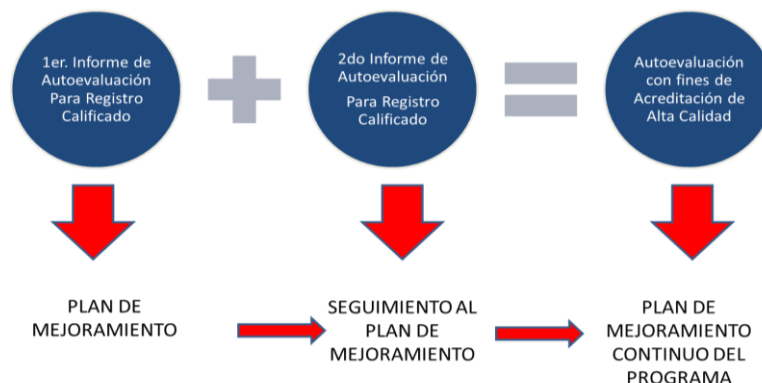 1er. Informe de
Autoevaluación
Para Registro
Calificado
2do Informe de
Autoevaluación
Para Registro
Calificado
Autoevaluación
con fines de
Acreditación de
Alta Calidad
PLAN DE
MEJORAMIENTO
SEGUIMIENTO AL
PLAN DE
MEJORAMIENTO
PLAN DE
MEJORAMIENTO
CONTINUO DEL
PROGRAMA